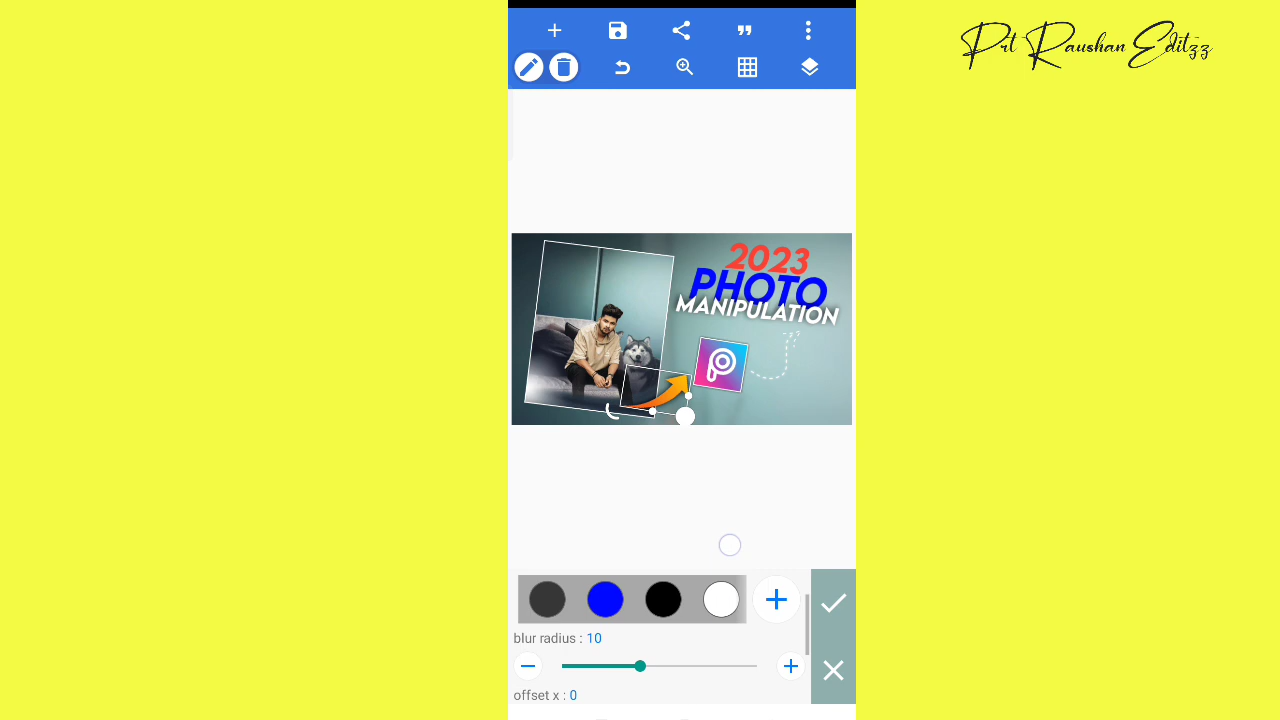 Prt Raushan Editzz
2023
PHOTO
MANIPULATION
blur radius : 10
offset x : 0